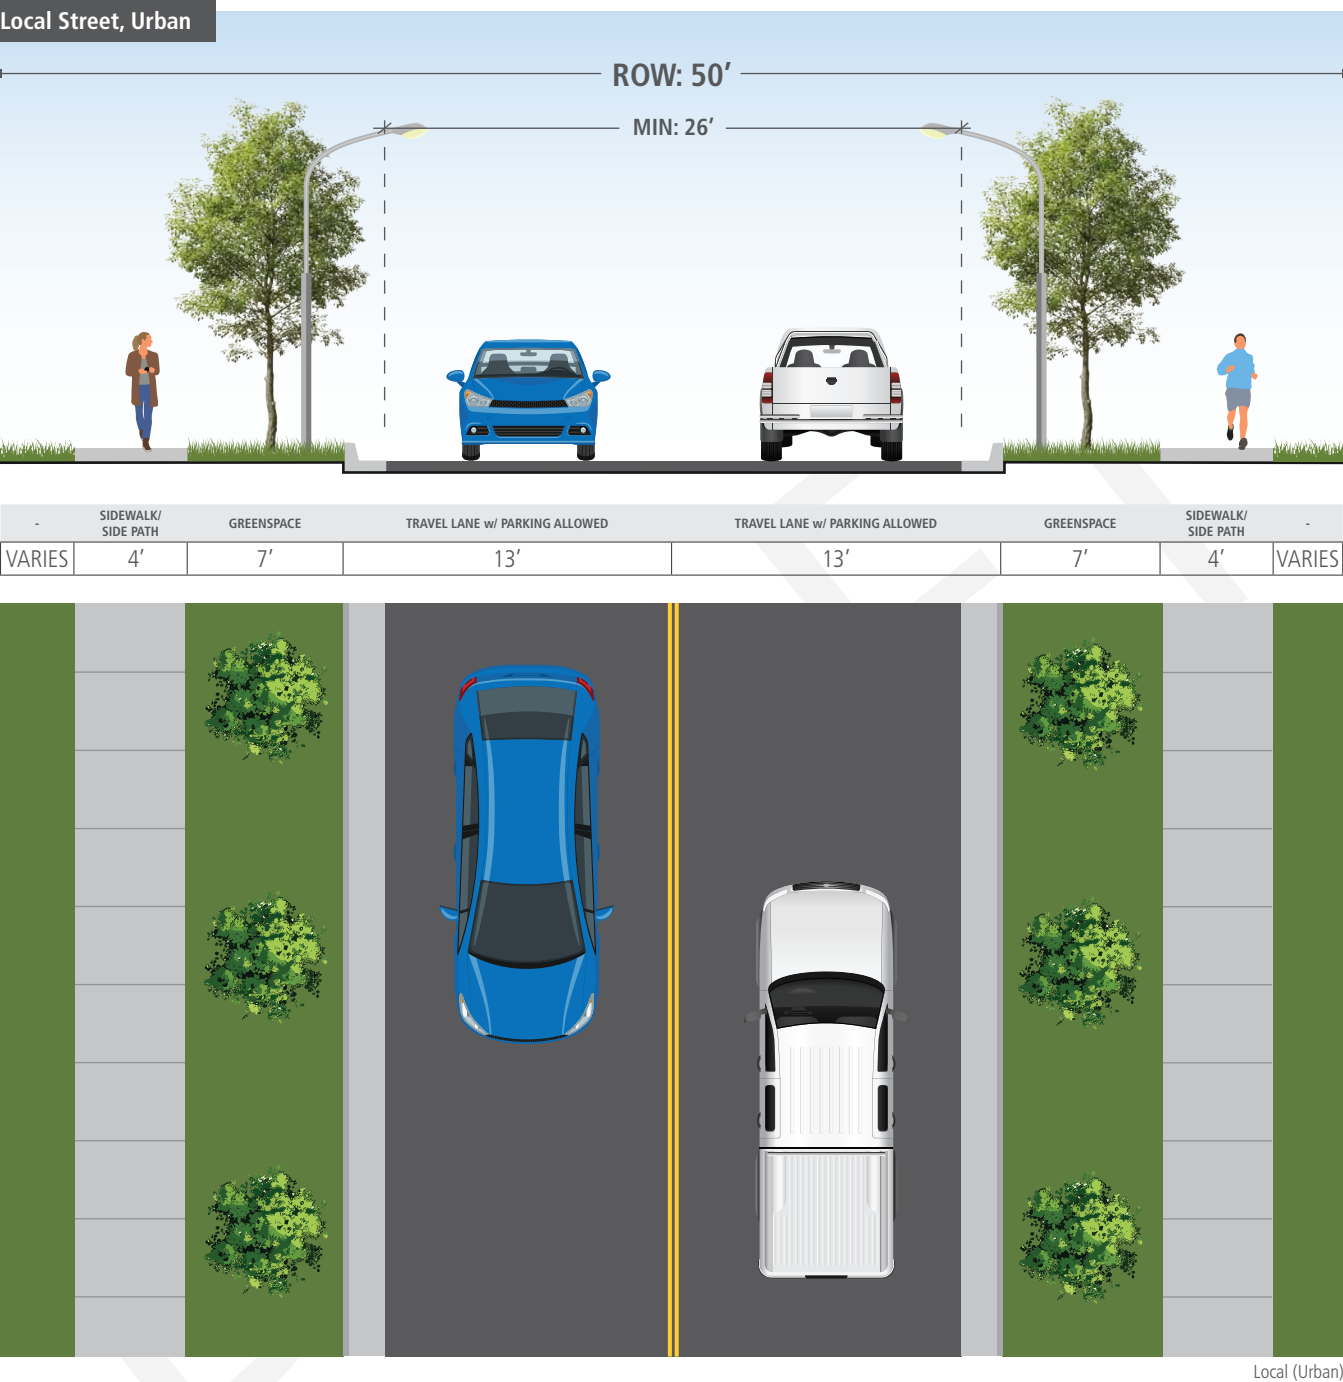 Local Street, Urban
ROW: 50’
MIN: 26’
- SIDEWALK/ SIDE PATH GREENSPACE TRAVEL LANE w/ PARKING ALLOWED TRAVEL LANE w/ PARKING ALLOWED GREENSPACE SIDEWALK/ SIDE PATH -
VARIES 4’ 7’ 13’ 13’ 7’ 4’ VARIES
Local (Urban)